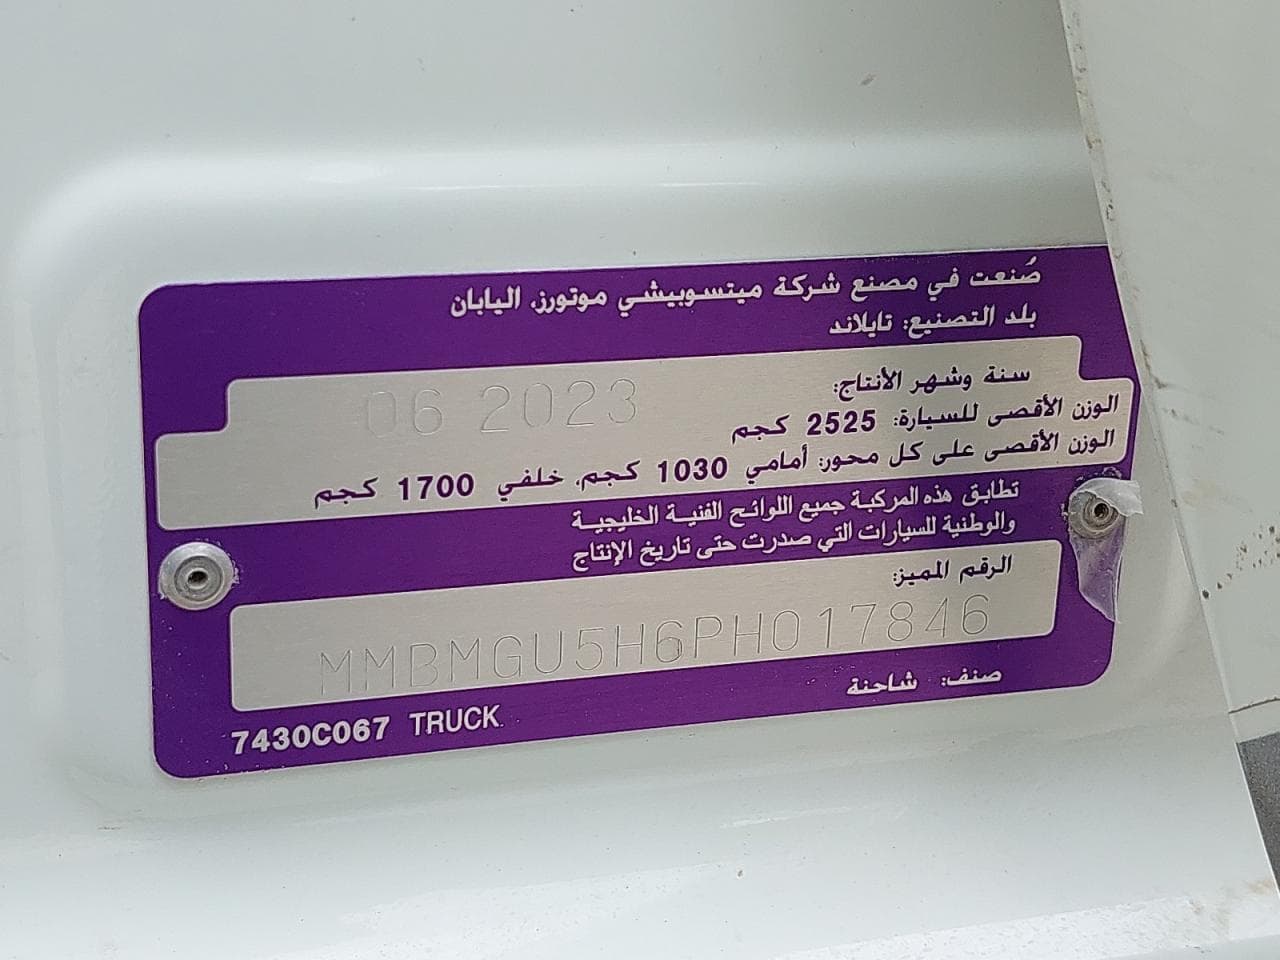 صُنعت في مصنع شركة ميتسوبيشي موتورز، اليابان
بلد التصنيع: تايلاند
سنة وشهر الأنتاج: 06 2023
الوزن الأقصى للسيارة: 2525 كجم
الوزن الأقصى على كل محور: أمامي 1030 كجم، خلفي 1700 كجم
تطابق هذه المركبة جميع اللوائح الفنية الخليجية
والوطنية للسيارات التي صدرت حتى تاريخ الإنتاج
الرقم المميز:
MMBMGU5H6PH017846
صنف: شاحنة
7430C067 TRUCK